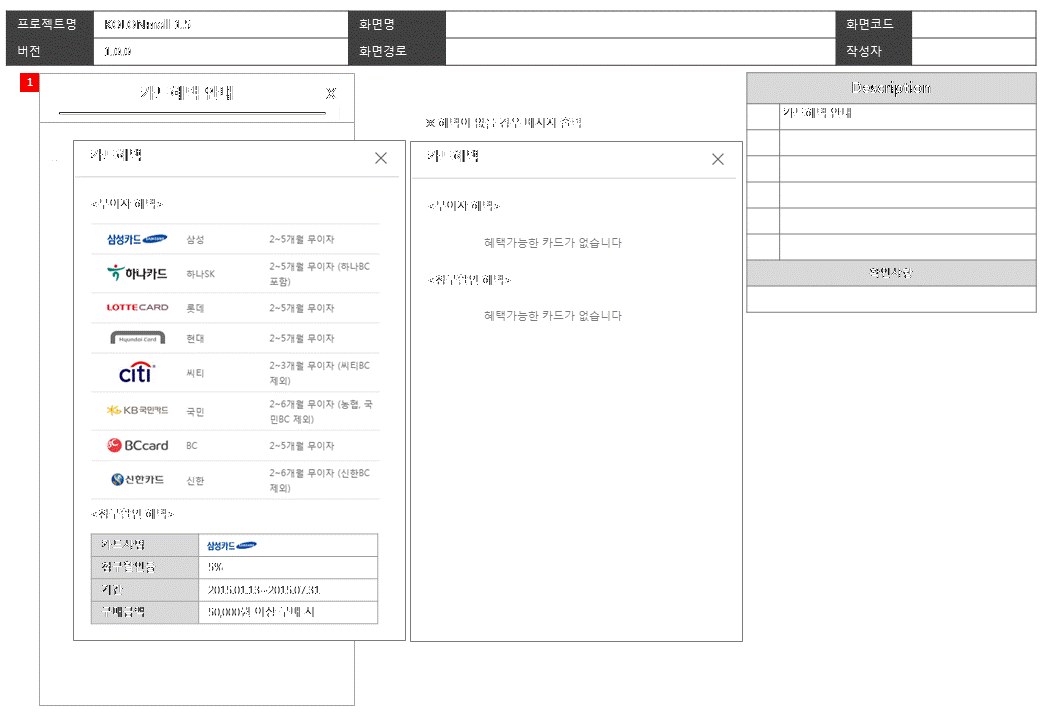 프로젝트명 KOLONmall 3.5 화면명 화면코드
버전 1.0.0 화면경로 작성자
1
카드 혜택 안내
Description
카드혜택 안내
확인사항
※ 혜택이 없는 경우 메시지 출력
카드 혜택
<무이자 혜택>
삼성카드 SAMSUNG 삼성 2~5개월 무이자
하나카드 하나SK 2~5개월 무이자 (하나BC
포함)
LOTTE CARD 롯데 2~5개월 무이자
Hyundai Card 현대 2~5개월 무이자
citi 씨티 2~3개월 무이자 (씨티BC
제외)
KB국민카드 국민 2~6개월 무이자 (농협, 국
민BC 제외)
BCcard BC 2~5개월 무이자
신한카드 신한 2~6개월 무이자 (신한BC
제외)
<청구할인 혜택>
카드사명 삼성카드 SAMSUNG
청구할인율 5%
기간 2015.01.13~2015.07.31
구매금액 50,000원 이상 구매 시
카드 혜택
<무이자 혜택>
혜택가능한 카드가 없습니다
<청구할인 혜택>
혜택가능한 카드가 없습니다